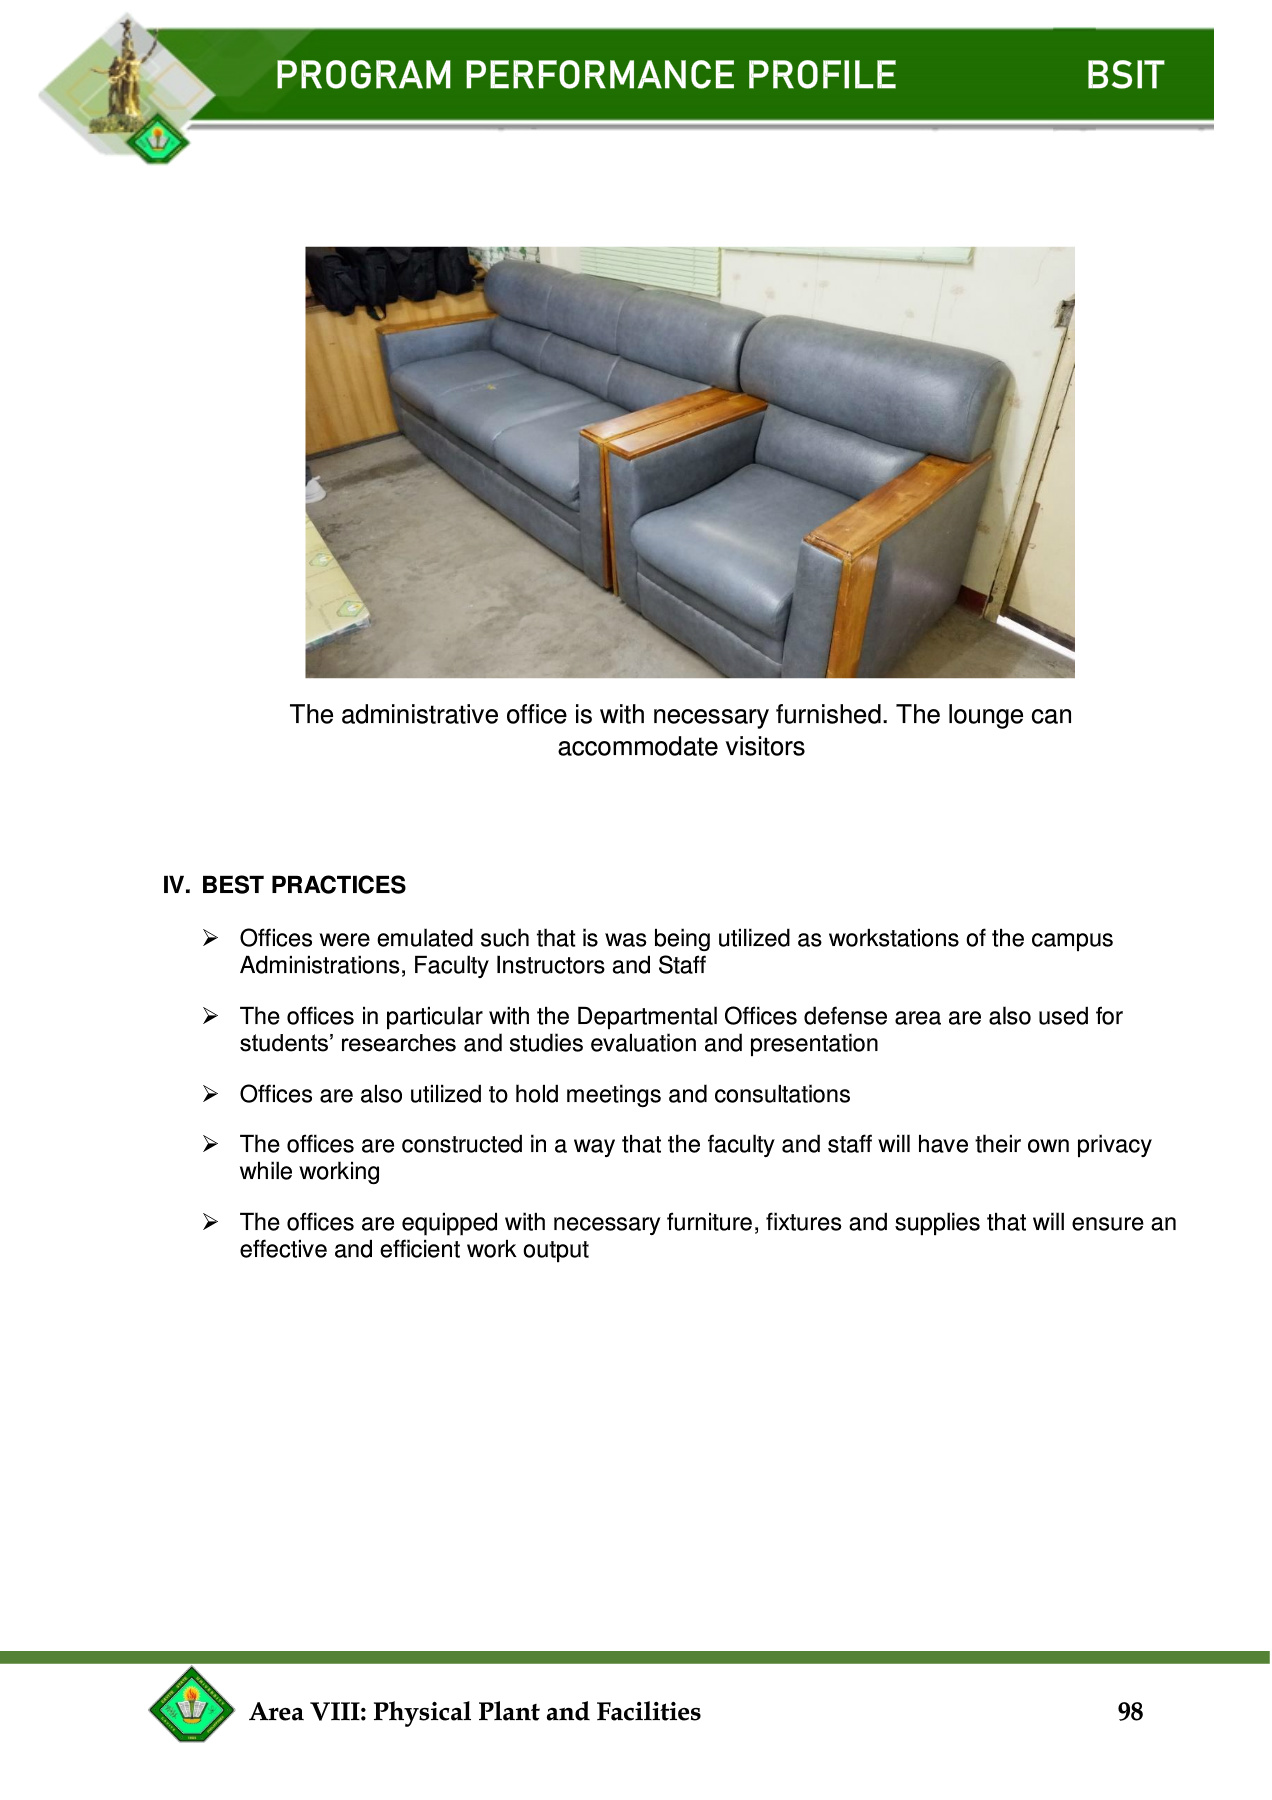 PROGRAM PERFORMANCE PROFILE BSIT
The administrative office is with necessary furnished. The lounge can
accommodate visitors
IV. BEST PRACTICES
➢ Offices were emulated such that is was being utilized as workstations of the campus
Administrations, Faculty Instructors and Staff
➢ The offices in particular with the Departmental Offices defense area are also used for
students’ researches and studies evaluation and presentation
➢ Offices are also utilized to hold meetings and consultations
➢ The offices are constructed in a way that the faculty and staff will have their own privacy
while working
➢ The offices are equipped with necessary furniture, fixtures and supplies that will ensure an
effective and efficient work output
Area VIII: Physical Plant and Facilities 98